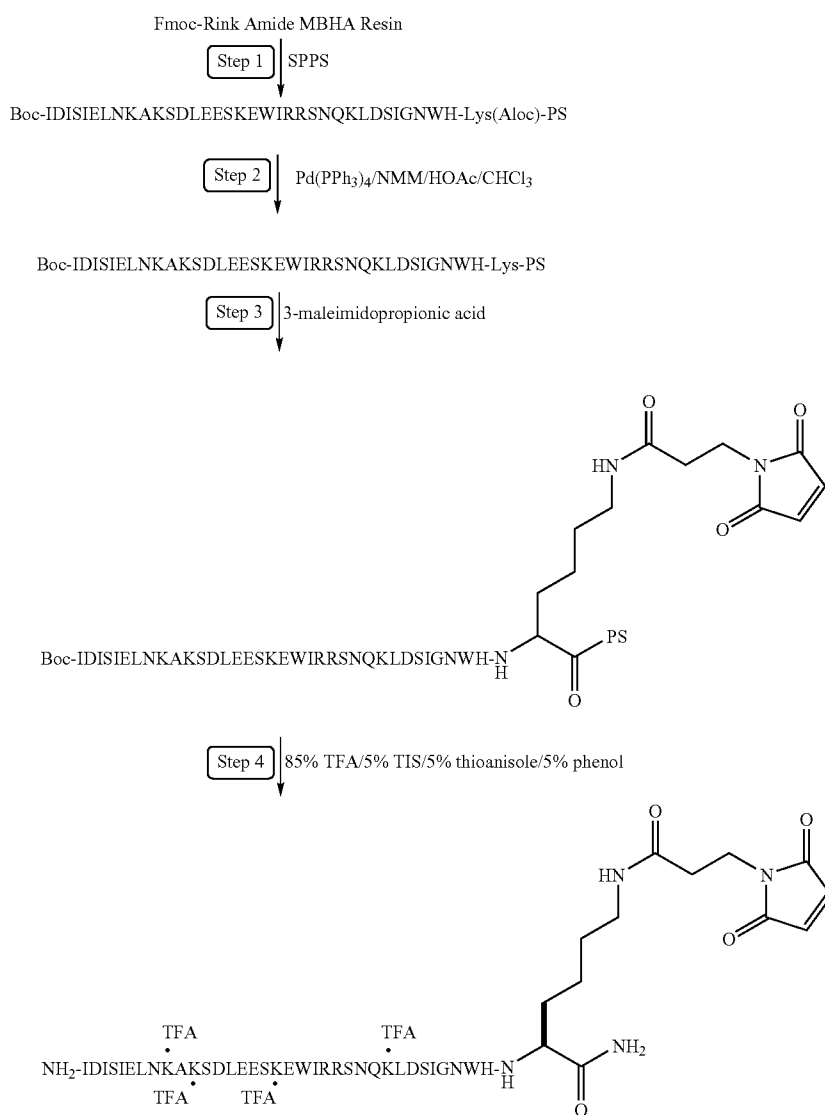 Fmoc-Rink Amide MBHA Resin
Step 1 SPPS
Boc-IDISIELNKAKSDLEESKEWIRRSNQKLDSIGNWH-Lys(Aloc)-PS
Step 2 Pd(PPh3)4/NMM/HOAc/CHCl3
Boc-IDISIELNKAKSDLEESKEWIRRSNQKLDSIGNWH-Lys-PS
Step 3 3-maleimidopropionic acid
O
O
HN
N
O
PS
Boc-IDISIELNKAKSDLEESKEWIRRSNQKLDSIGNWH-N
H
O
Step 4 85% TFA/5% TIS/5% thioanisole/5% phenol
O
O
HN
N
O
TFA TFA
NH2
NH2-IDISIELNKAKSDLEESKEWIRRSNQKLDSIGNWH-N
H
TFA TFA
O